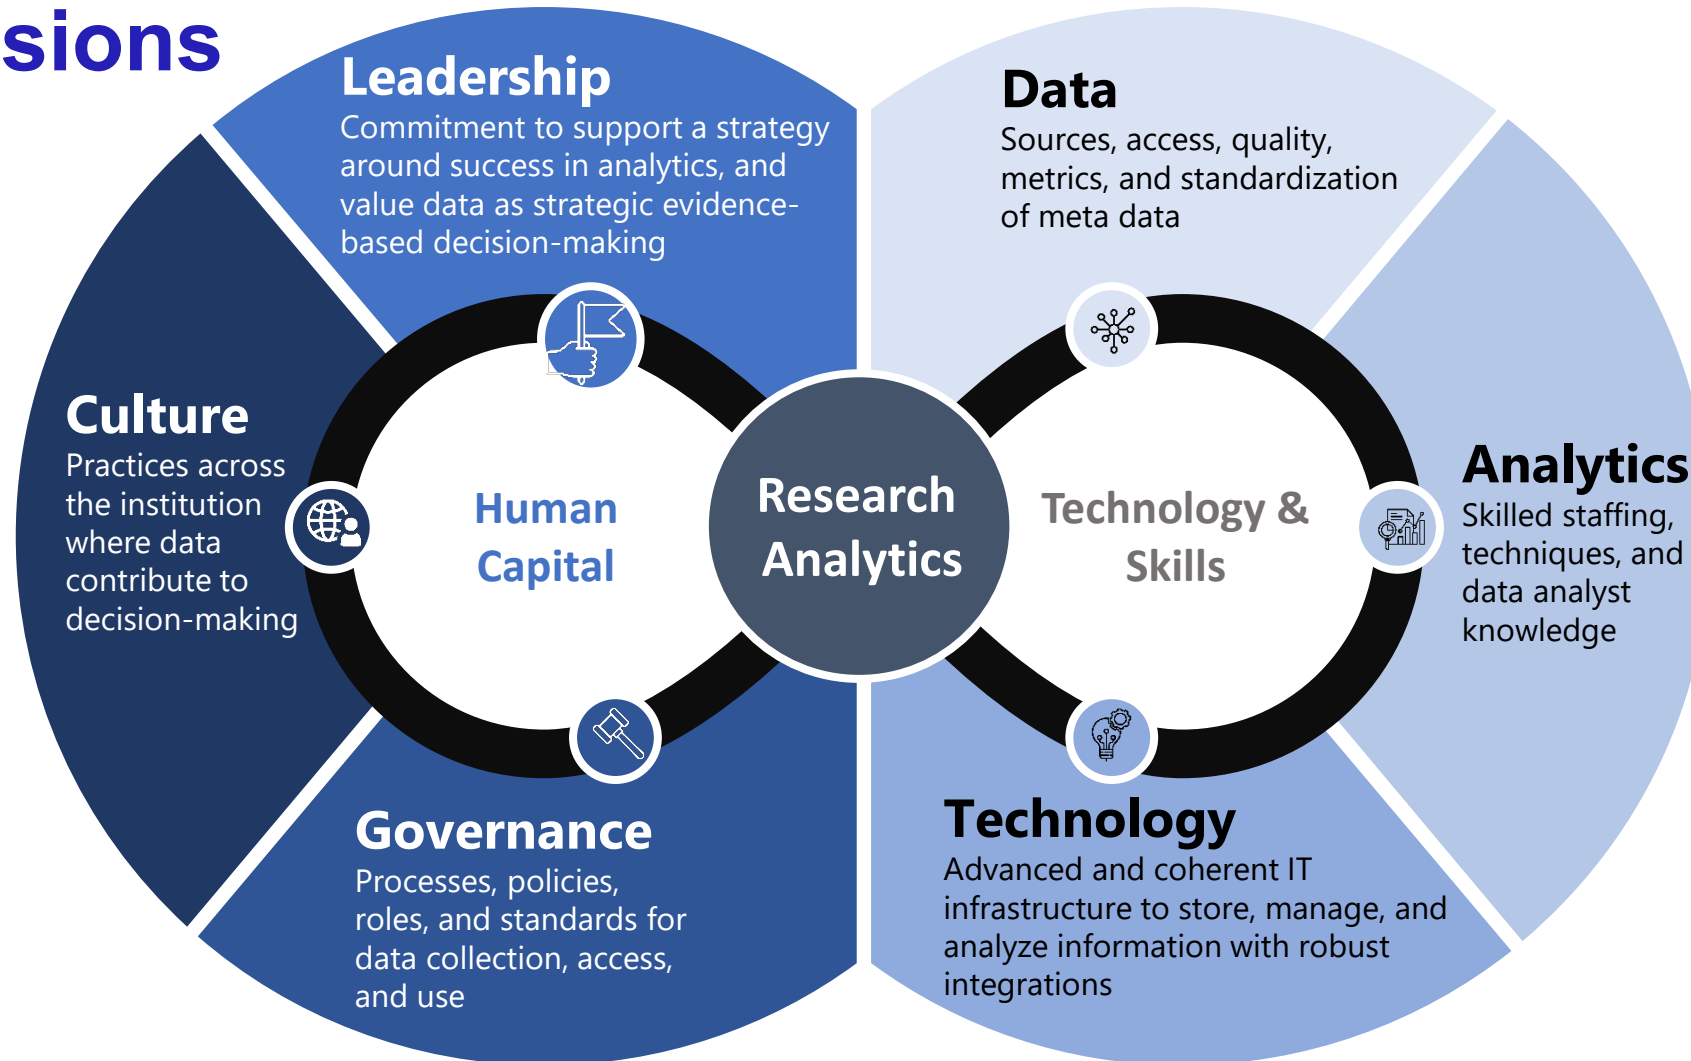 sions
Leadership
Commitment to support a strategy
around success in analytics, and
value data as strategic evidence-
based decision-making
Data
Sources, access, quality,
metrics, and standardization
of meta data
Culture
Practices across
the institution
where data
contribute to
decision-making
Human
Capital
Research
Analytics
Technology &
Skills
Analytics
Skilled staffing,
techniques, and
data analyst
knowledge
Governance
Processes, policies,
roles, and standards for
data collection, access,
and use
Technology
Advanced and coherent IT
infrastructure to store, manage, and
analyze information with robust
integrations